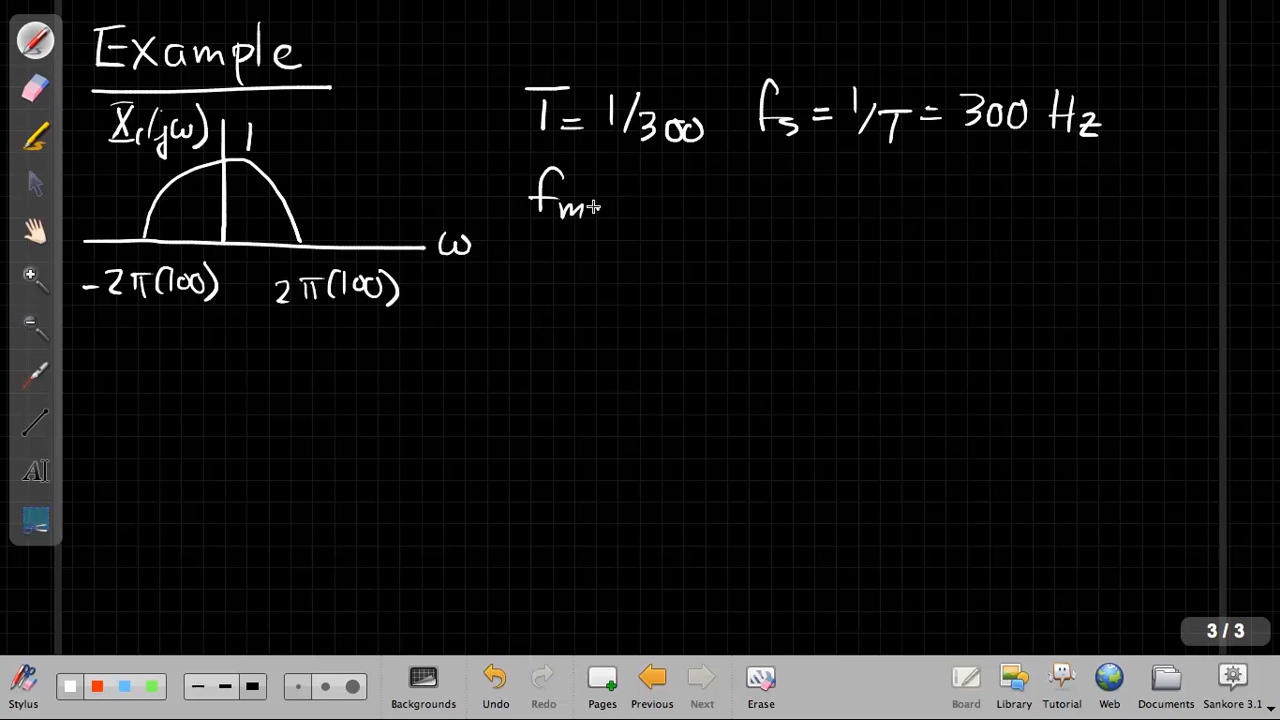 Example
X_c(jω)
1
ω
-2π(100)
2π(100)
T = 1/300
f_s = 1/T = 300 Hz
f_m
3 / 3
Stylus
Backgrounds
Undo
Redo
Pages
Previous
Next
Erase
Board
Library
Tutorial
Web
Documents
Sankore 3.1
AI